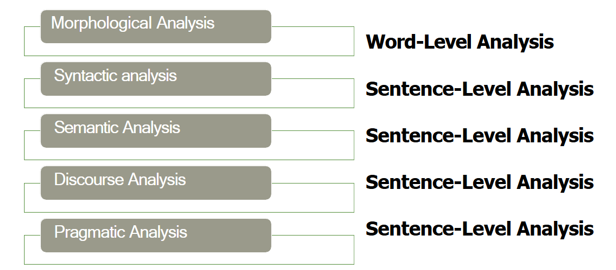 Morphological Analysis
Word-Level Analysis
Syntactic analysis
Sentence-Level Analysis
Semantic Analysis
Sentence-Level Analysis
Discourse Analysis
Sentence-Level Analysis
Pragmatic Analysis
Sentence-Level Analysis